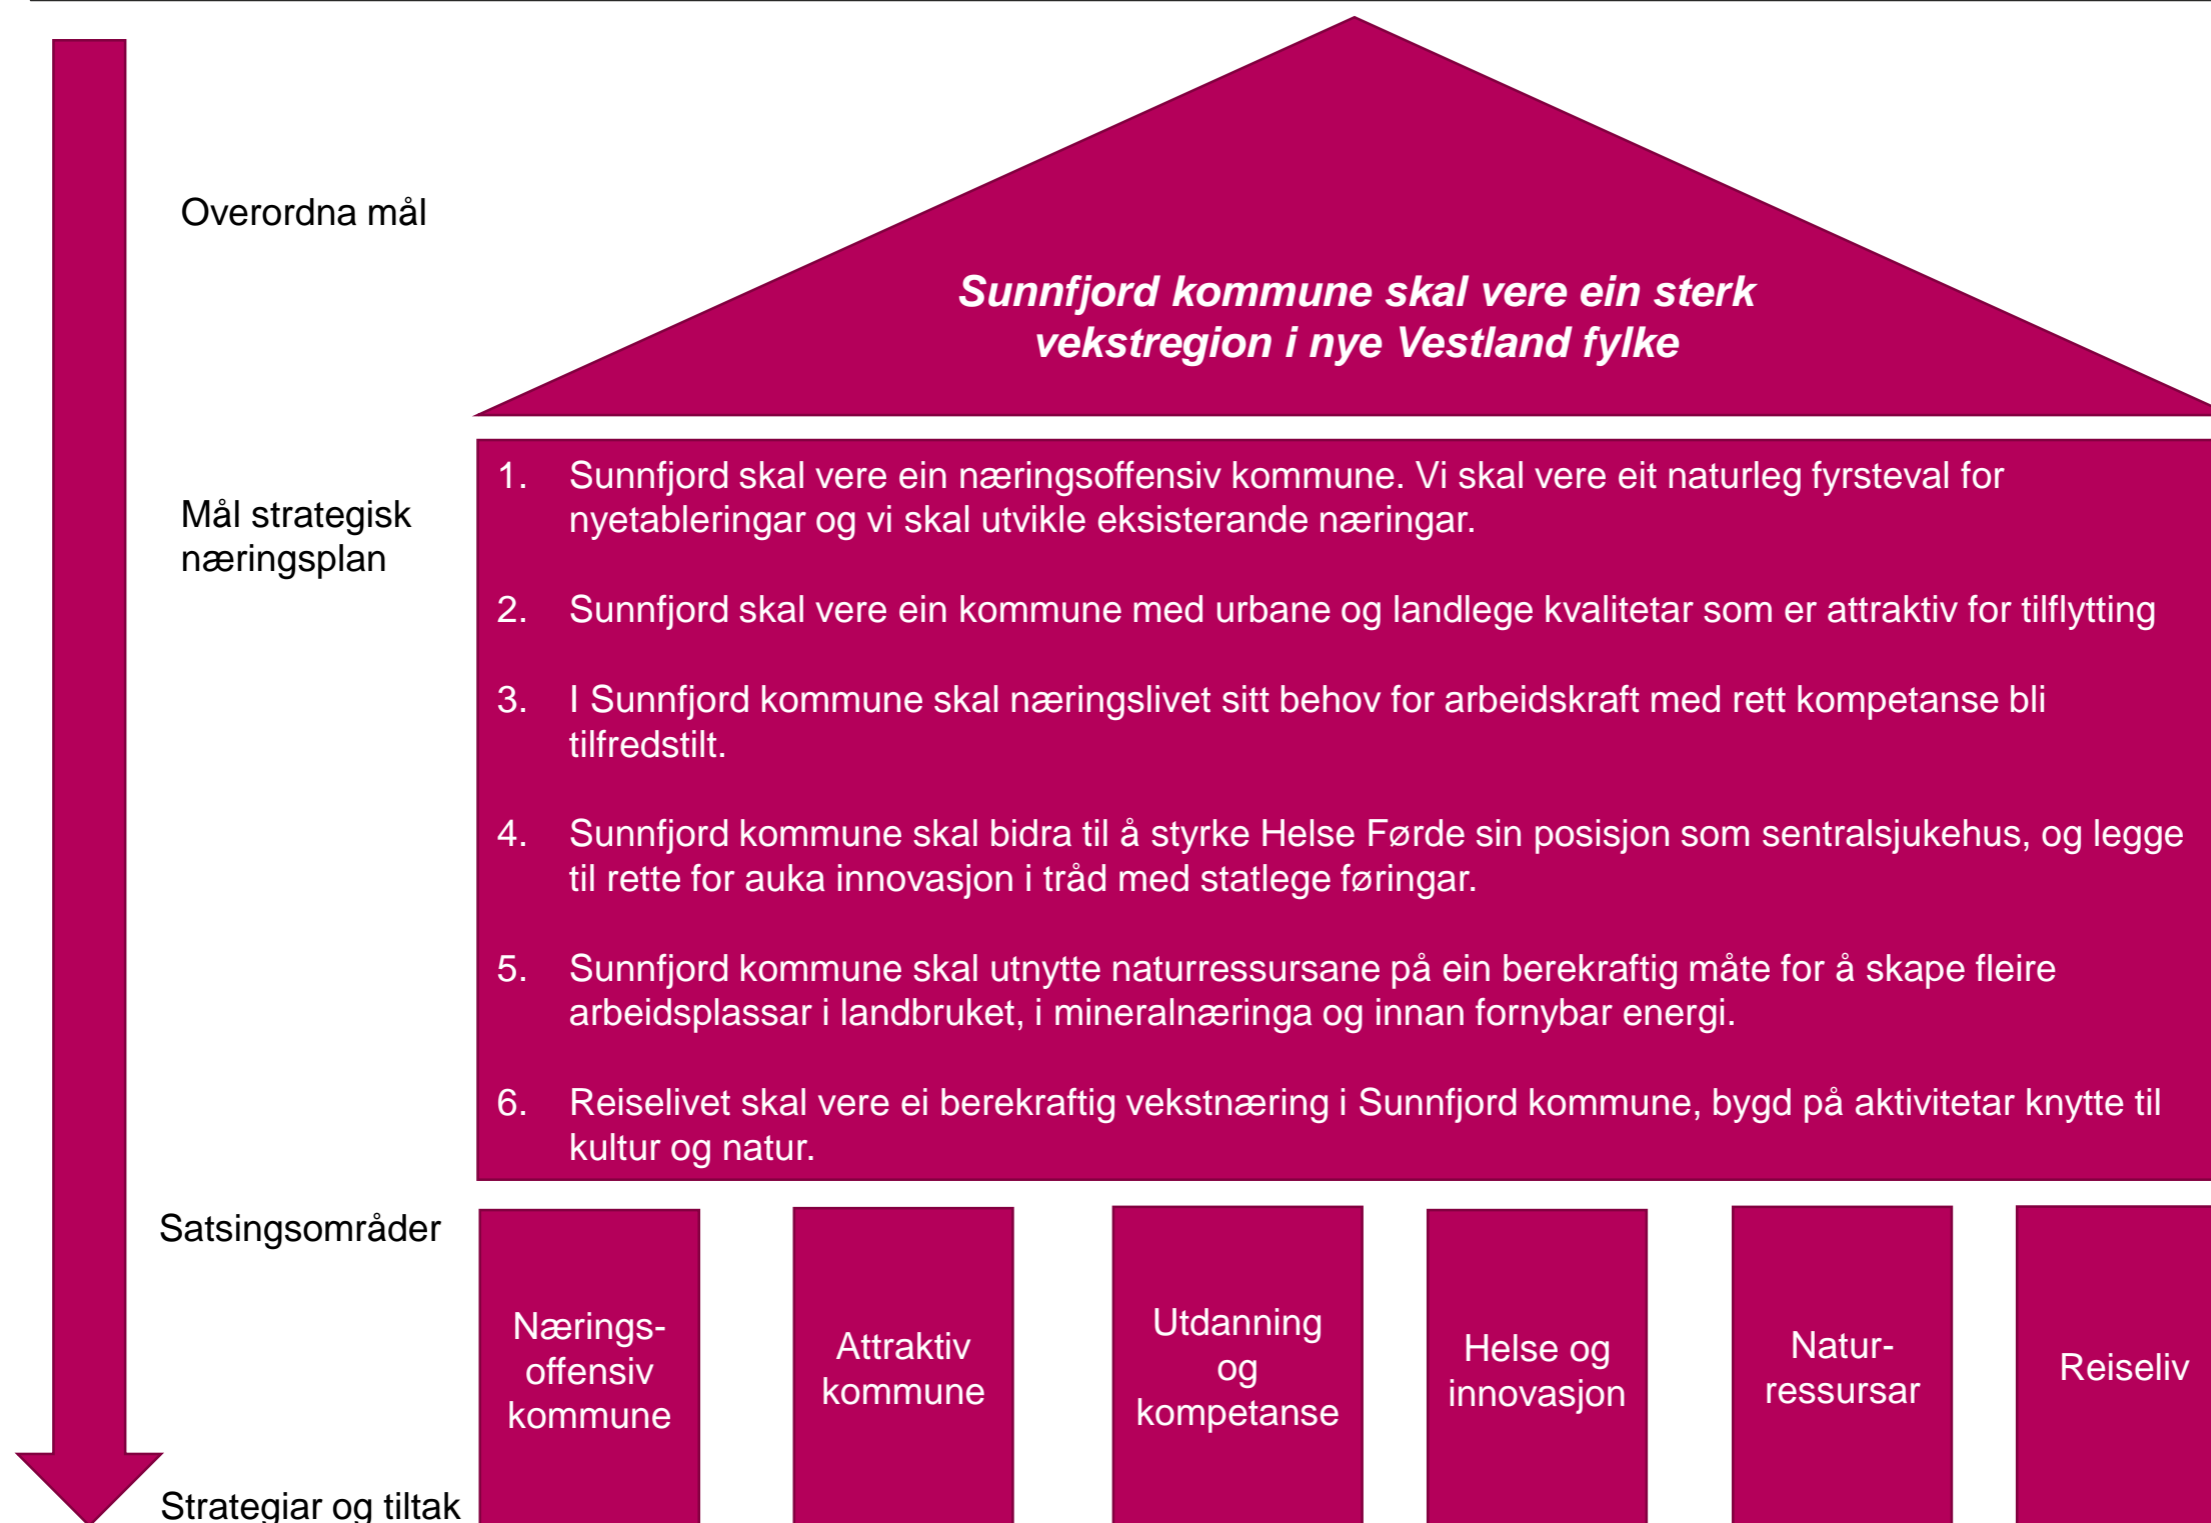 Overordna mål
Sunnfjord kommune skal vere ein sterk
vekstregion i nye Vestland fylke
Mål strategisk
næringsplan
1. Sunnfjord skal vere ein næringsoffensiv kommune. Vi skal vere eit naturleg fyrsteval for
nyetableringar og vi skal utvikle eksisterande næringar.
2. Sunnfjord skal vere ein kommune med urbane og landlege kvalitetar som er attraktiv for tilflytting
3. I Sunnfjord kommune skal næringslivet sitt behov for arbeidskraft med rett kompetanse bli
tilfredstilt.
4. Sunnfjord kommune skal bidra til å styrke Helse Førde sin posisjon som sentralsjukehus, og legge
til rette for auka innovasjon i tråd med statlege føringar.
5. Sunnfjord kommune skal utnytte naturressursane på ein berekraftig måte for å skape fleire
arbeidsplassar i landbruket, i mineralnæringa og innan fornybar energi.
6. Reiselivet skal vere ei berekraftig vekstnæring i Sunnfjord kommune, bygd på aktivitetar knytte til
kultur og natur.
Satsingsområder
Nærings-
offensiv
kommune
Attraktiv
kommune
Utdanning
og
kompetanse
Helse og
innovasjon
Natur-
ressursar
Reiseliv
Strategiar og tiltak